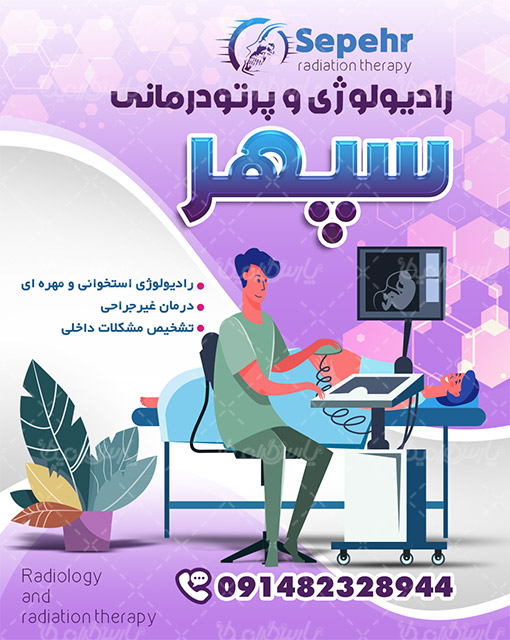 Sepehr
radiation therapy
رادیولوژی و پرتودرمانی
سپهر
رادیولوژی استخوانی و مهره ای
درمان غیرجراحی
تشخیص مشکلات داخلی
Radiology
and
radiation therapy
091482328944